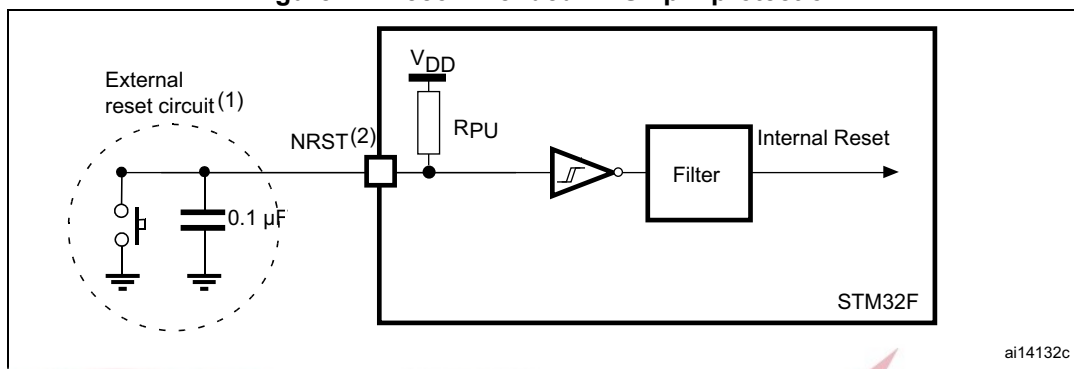 External
reset circuit(1)
NRST(2)
VDD
RPU
0.1 µF
Filter
Internal Reset
STM32F
ai14132c